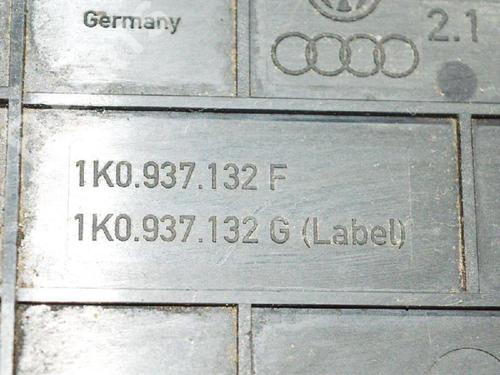 Germany
2.1
1K0.937.132 F
1K0.937.132 G (Label)